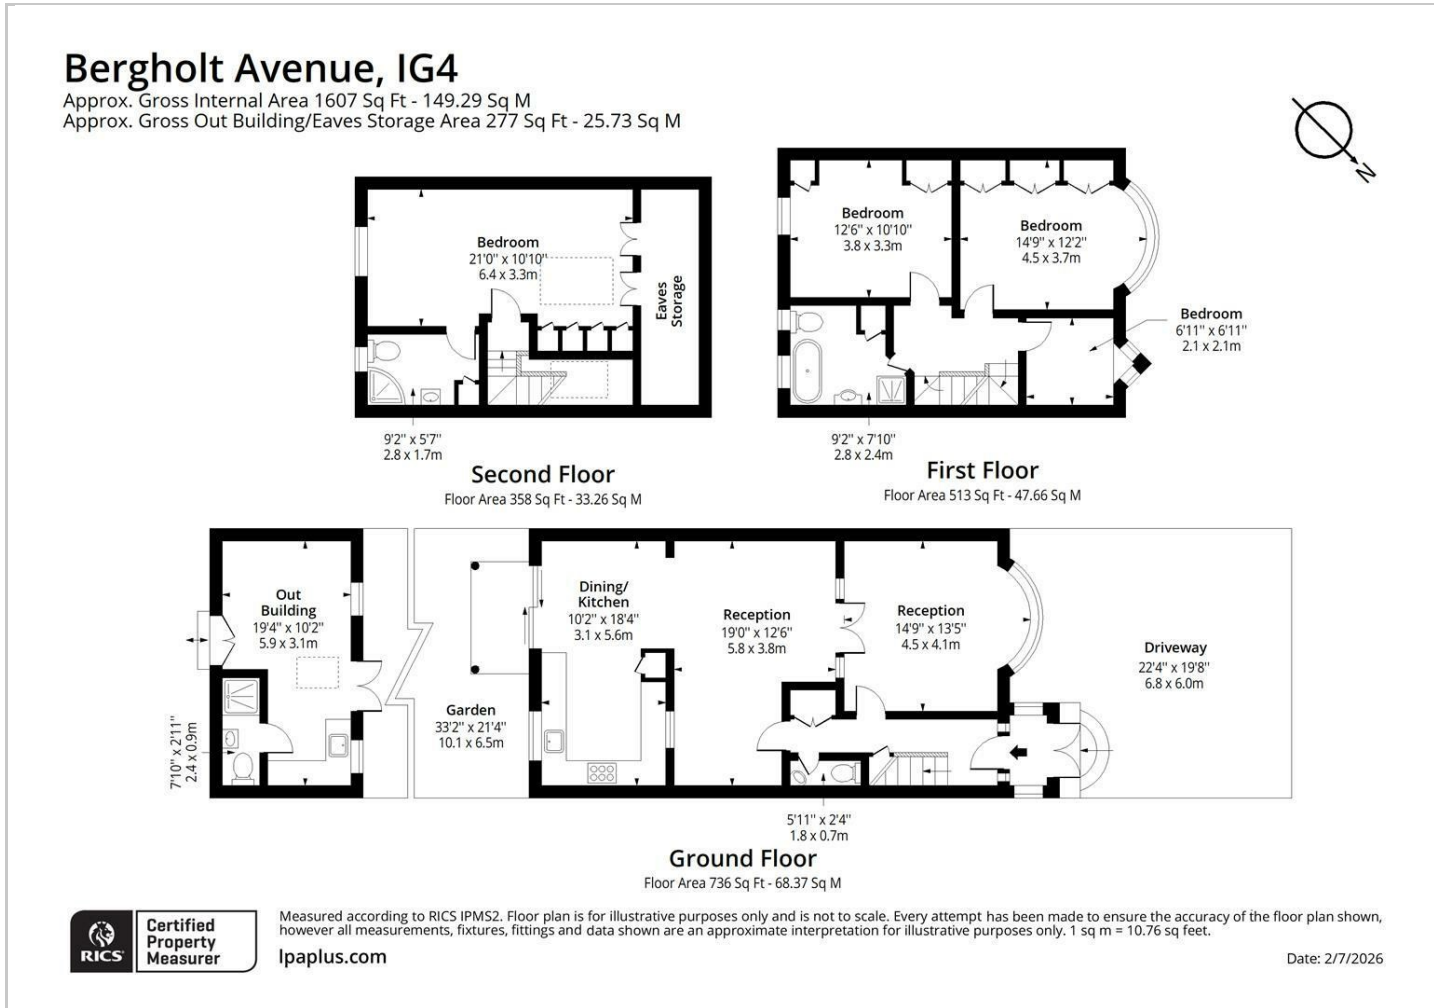 Bergholt Avenue, IG4
Approx. Gross Internal Area 1607 Sq Ft - 149.29 Sq M
Approx. Gross Out Building/Eaves Storage Area 277 Sq Ft - 25.73 Sq M
N
Bedroom
21'0" x 10'10"
6.4 x 3.3m
Eaves
Storage
9'2" x 5'7"
2.8 x 1.7m
Second Floor
Floor Area 358 Sq Ft - 33.26 Sq M
Bedroom
12'6" x 10'10"
3.8 x 3.3m
Bedroom
14'9" x 12'2"
4.5 x 3.7m
Bedroom
6'11" x 6'11"
2.1 x 2.1m
9'2" x 7'10"
2.8 x 2.4m
First Floor
Floor Area 513 Sq Ft - 47.66 Sq M
Out
Building
19'4" x 10'2"
5.9 x 3.1m
7'10" x 2'11"
2.4 x 0.9m
Garden
33'2" x 21'4"
10.1 x 6.5m
Dining/
Kitchen
10'2" x 18'4"
3.1 x 5.6m
Reception
19'0" x 12'6"
5.8 x 3.8m
Reception
14'9" x 13'5"
4.5 x 4.1m
Driveway
22'4" x 19'8"
6.8 x 6.0m
5'11" x 2'4"
1.8 x 0.7m
Ground Floor
Floor Area 736 Sq Ft - 68.37 Sq M
RICS
Certified
Property
Measurer
Measured according to RICS IPMS2. Floor plan is for illustrative purposes only and is not to scale. Every attempt has been made to ensure the accuracy of the floor plan shown,
however all measurements, fixtures, fittings and data shown are an approximate interpretation for illustrative purposes only. 1 sq m = 10.76 sq feet.
lpaplus.com
Date: 2/7/2026